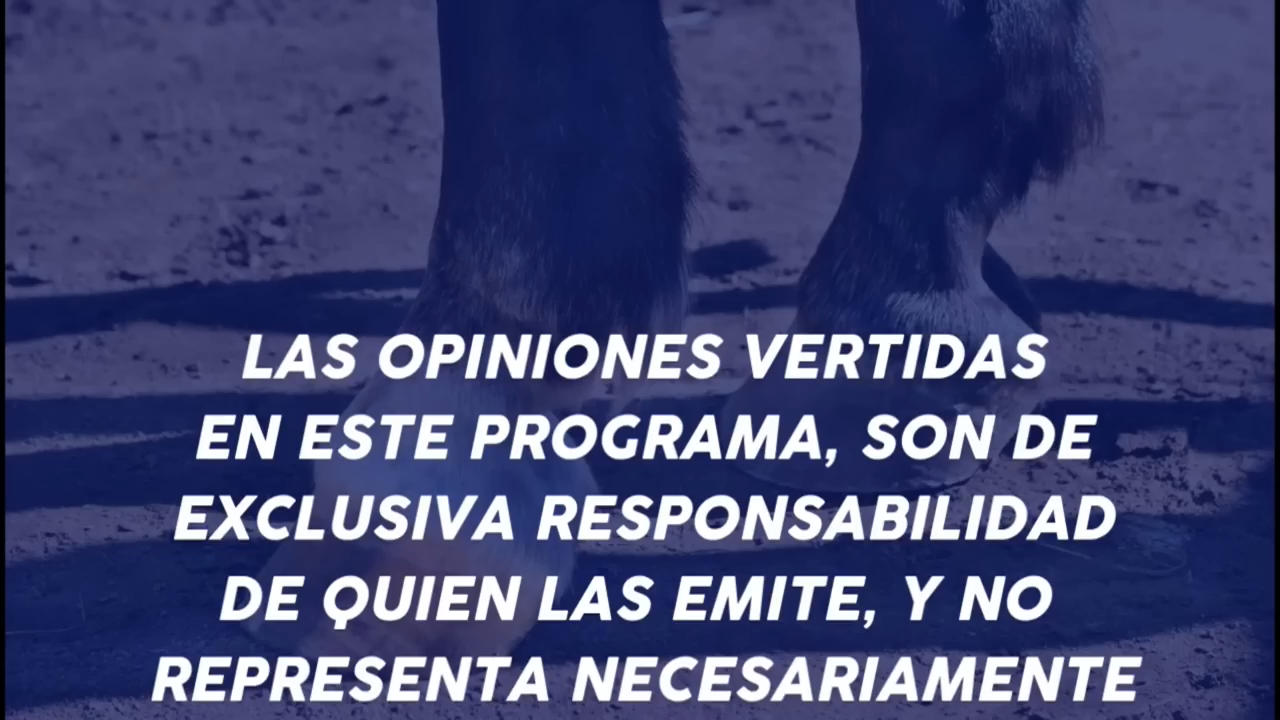 LAS OPINIONES VERTIDAS
EN ESTE PROGRAMA, SON DE
EXCLUSIVA RESPONSABILIDAD
DE QUIEN LAS EMITE, Y NO
REPRESENTA NECESARIAMENTE